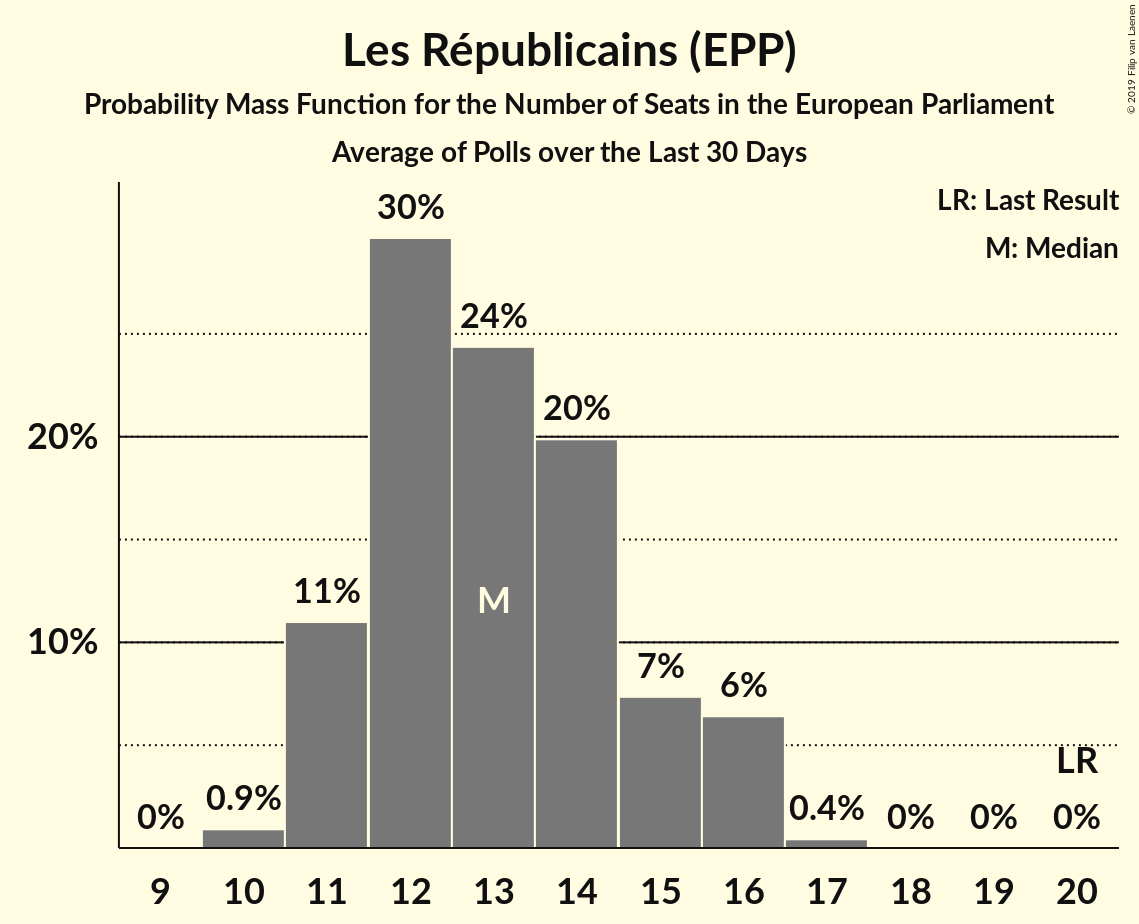 Les Républicains (EPP)
Probability Mass Function for the Number of Seats in the European Parliament
Average of Polls over the Last 30 Days
© 2019 Filip van Laenen
LR: Last Result
M: Median
30%
24%
20%
20%
11%
M
10%
7%
6%
LR
0%
0.9%
0.4%
0%
0%
0%
9 10 11 12 13 14 15 16 17 18 19 20